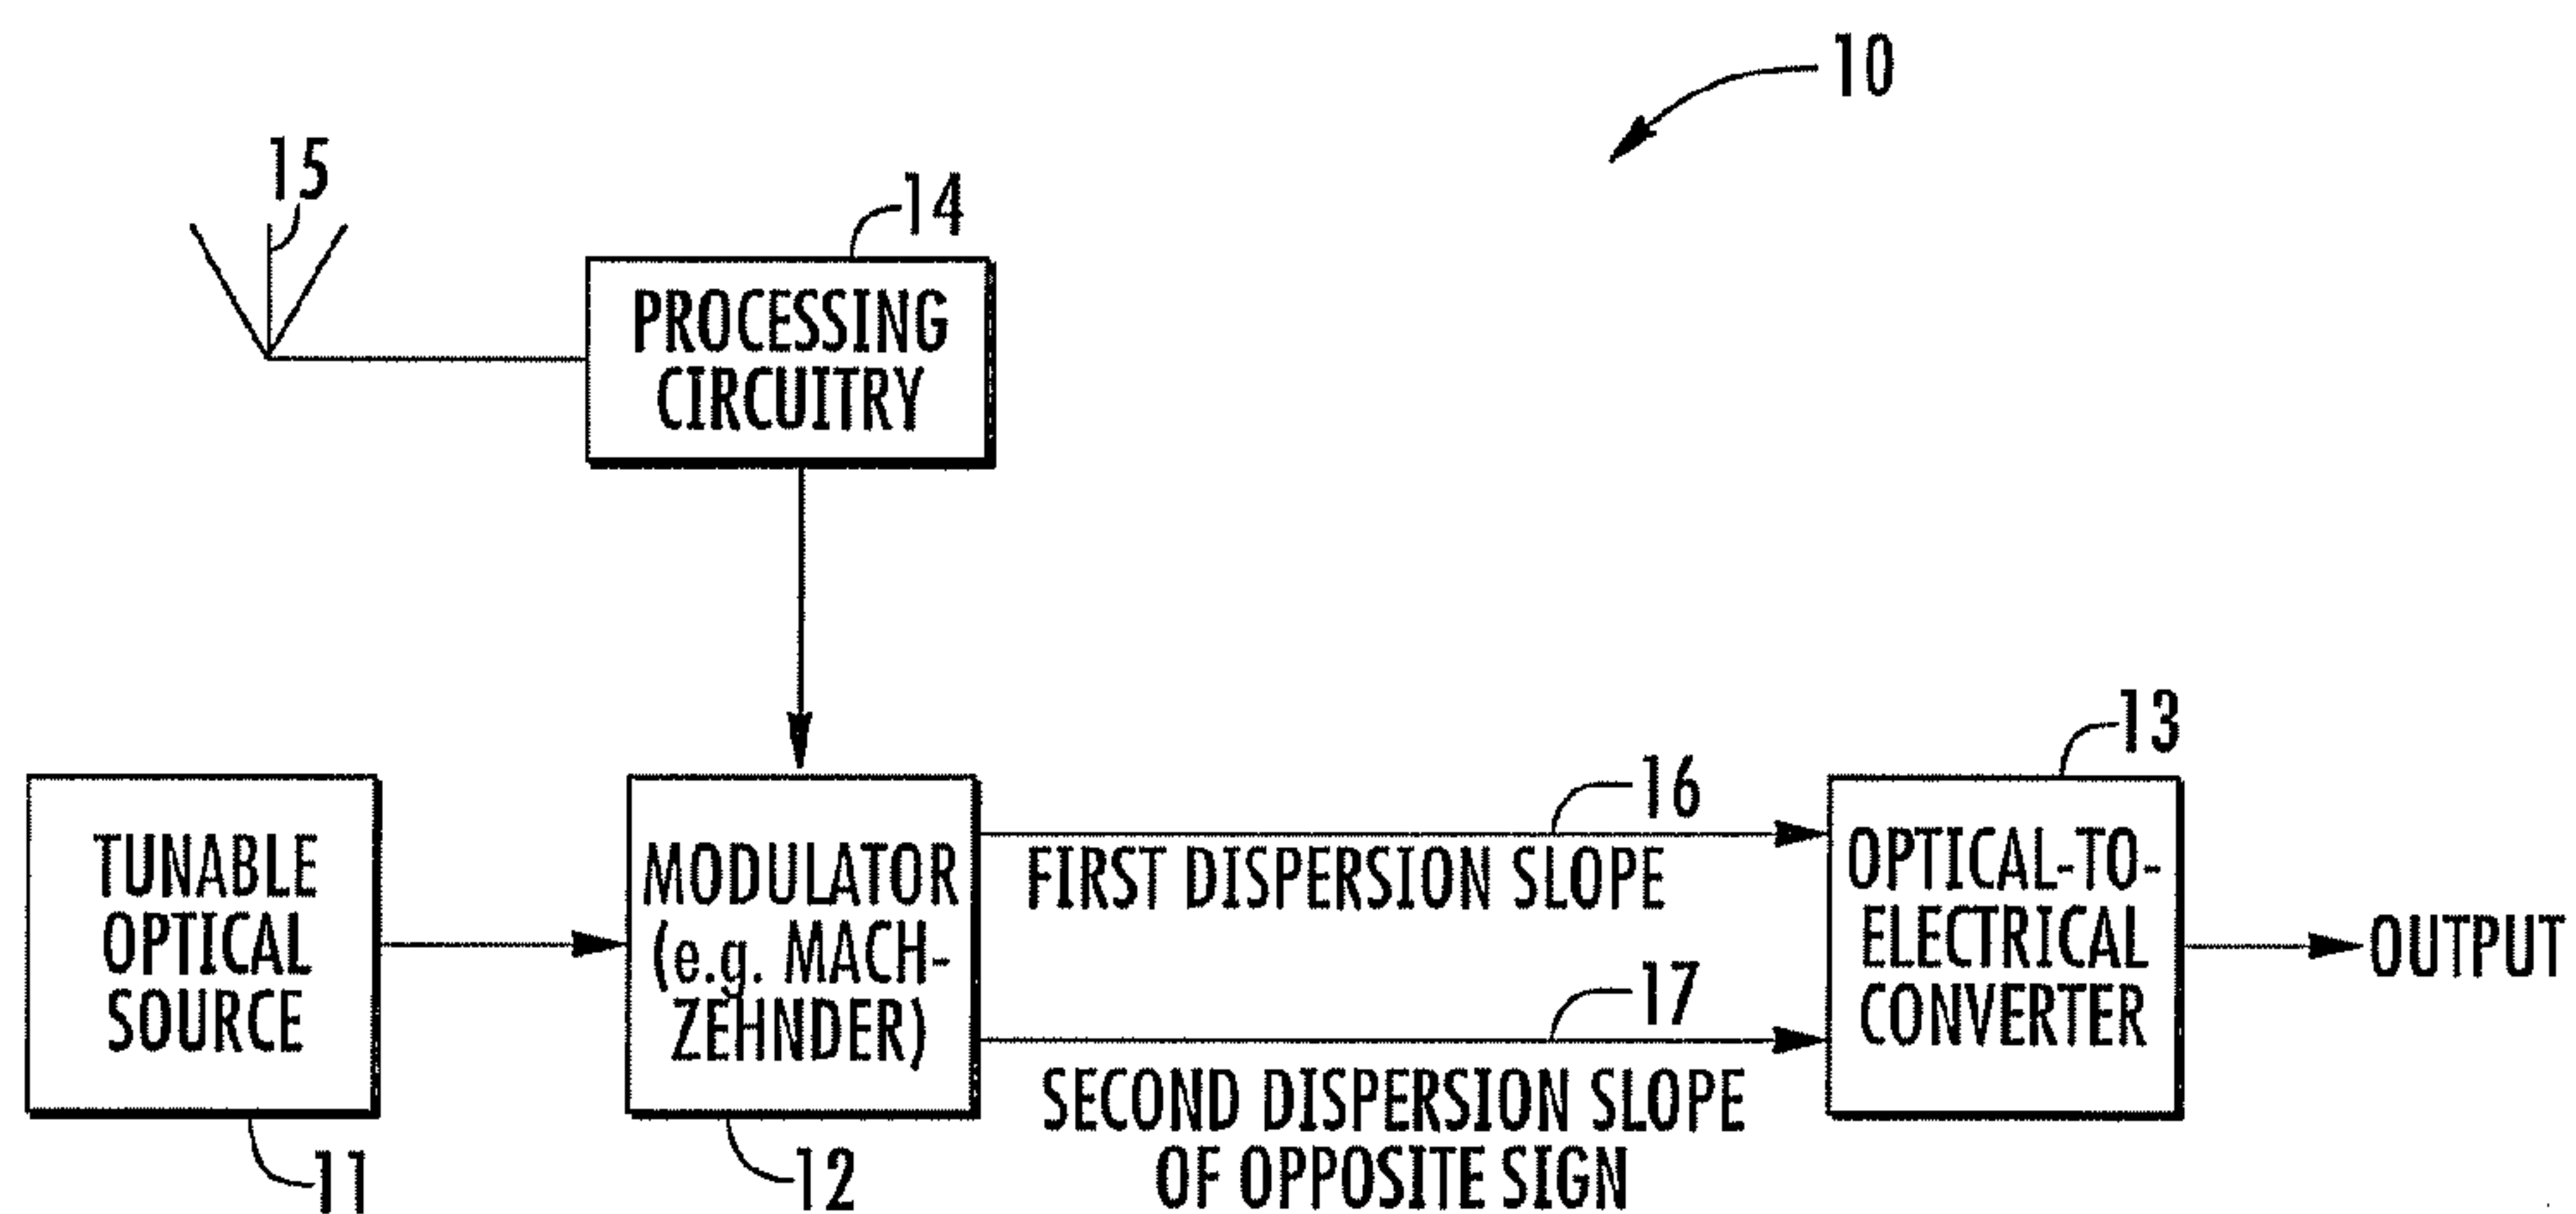 10
15
14
PROCESSING
CIRCUITRY
13
16
TUNABLE
OPTICAL
SOURCE
11
MODULATOR
(e.g. MACH-
ZEHNDER)
12
FIRST DISPERSION SLOPE
17
SECOND DISPERSION SLOPE
OF OPPOSITE SIGN
OPTICAL-TO-
ELECTRICAL
CONVERTER
OUTPUT